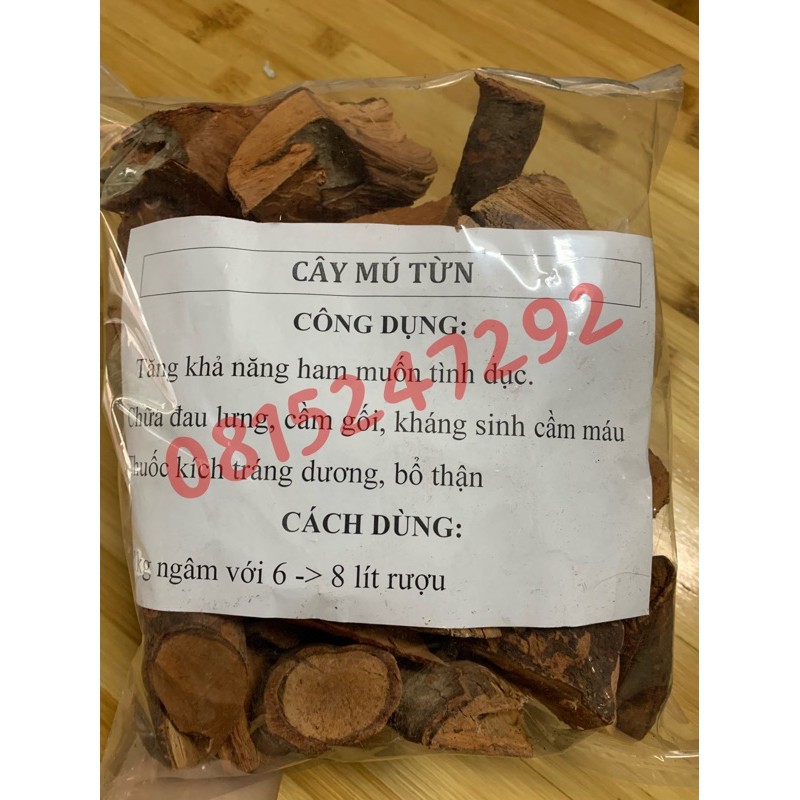 CÂY MÚ TỪN
CÔNG DỤNG:
Tăng khả năng ham muốn tình dục.
Chữa đau lưng, cầm gối, kháng sinh cầm máu
Thuốc kích tráng dương, bổ thận
CÁCH DÙNG:
kg ngâm với 6 -> 8 lít rượu
0815247292